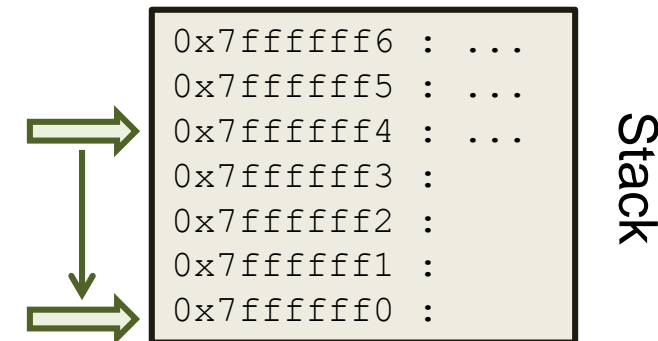 0x7ffffff6 : ...
0x7ffffff5 : ...
0x7ffffff4 : ...
0x7ffffff3 :
0x7ffffff2 :
0x7ffffff1 :
0x7ffffff0 :
Stack